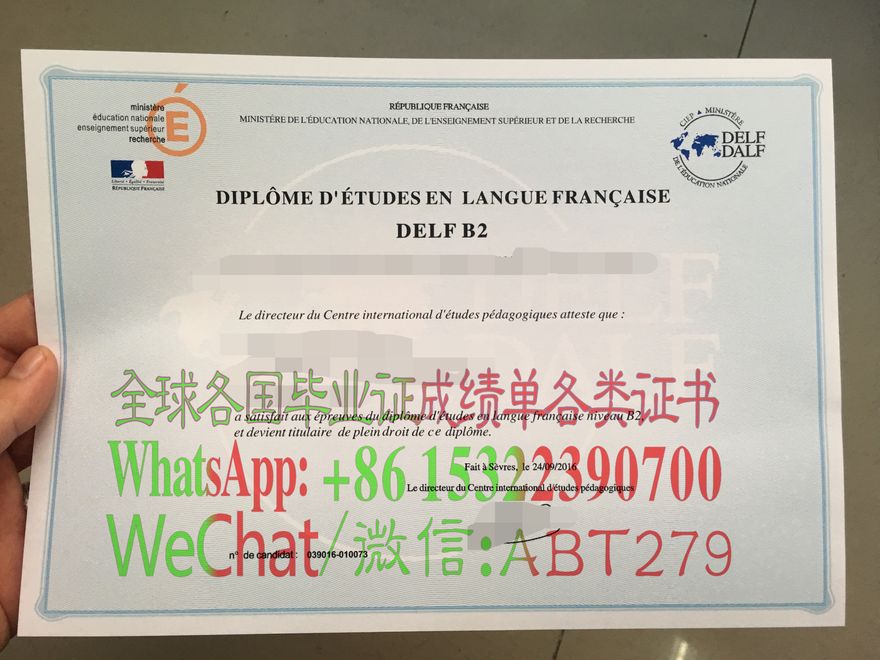 ministère
éducation nationale
enseignement supérieur
recherche
É
Liberté • Égalité • Fraternité
RÉPUBLIQUE FRANÇAISE
RÉPUBLIQUE FRANÇAISE
MINISTÈRE DE L'ÉDUCATION NATIONALE, DE L'ENSEIGNEMENT SUPÉRIEUR ET DE LA RECHERCHE
CIEP ▲ MINISTÈRE
DELF
DALF
DE L'ÉDUCATION NATIONALE
DIPLÔME D'ÉTUDES EN LANGUE FRANÇAISE
DELF B2
Le directeur du Centre international d'études pédagogiques atteste que :
全球各国毕业证成绩单各类证书
a satisfait aux épreuves du diplôme d'études en langue française niveau B2,
et devient titulaire de plein droit de ce diplôme.
WhatsApp: +86 15322390700
Fait à Sèvres, le 24/09/2016
Le directeur du Centre international d'études pédagogiques
WeChat/微信:ABT279
n° de candidat : 039016-010073